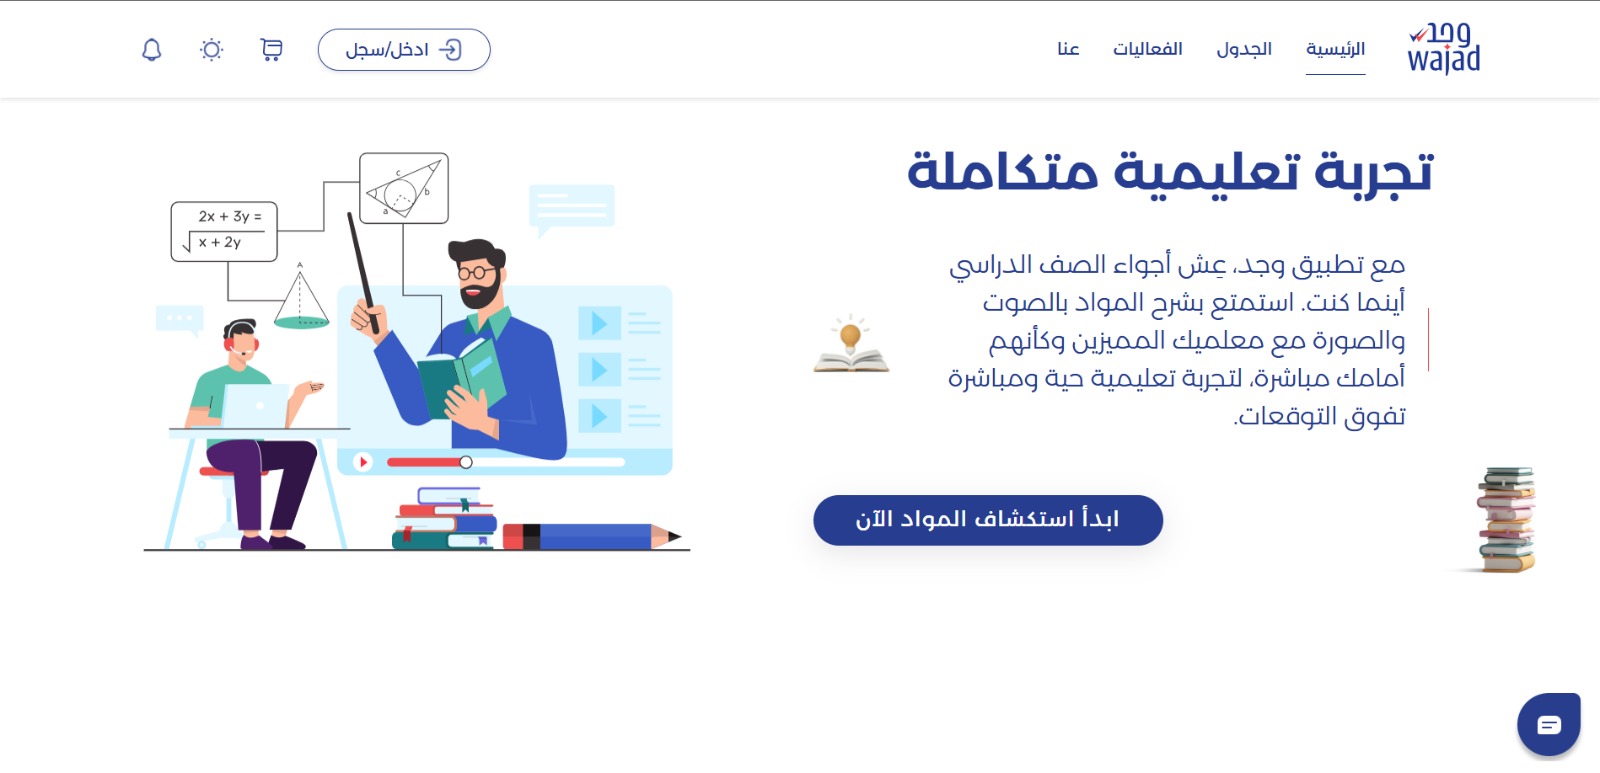 وجد
wajad
الرئيسية
الجدول
الفعاليات
عنا
ادخل/سجل
تجربة تعليمية متكاملة
مع تطبيق وجد، عِش أجواء الصف الدراسي
أينما كنت. استمتع بشرح المواد بالصوت
والصورة مع معلميك المميزين وكأنهم
أمامك مباشرة، لتجربة تعليمية حية ومباشرة
تفوق التوقعات.
ابدأ استكشاف المواد الآن
c
b
a
2x + 3y =
x + 2y
A